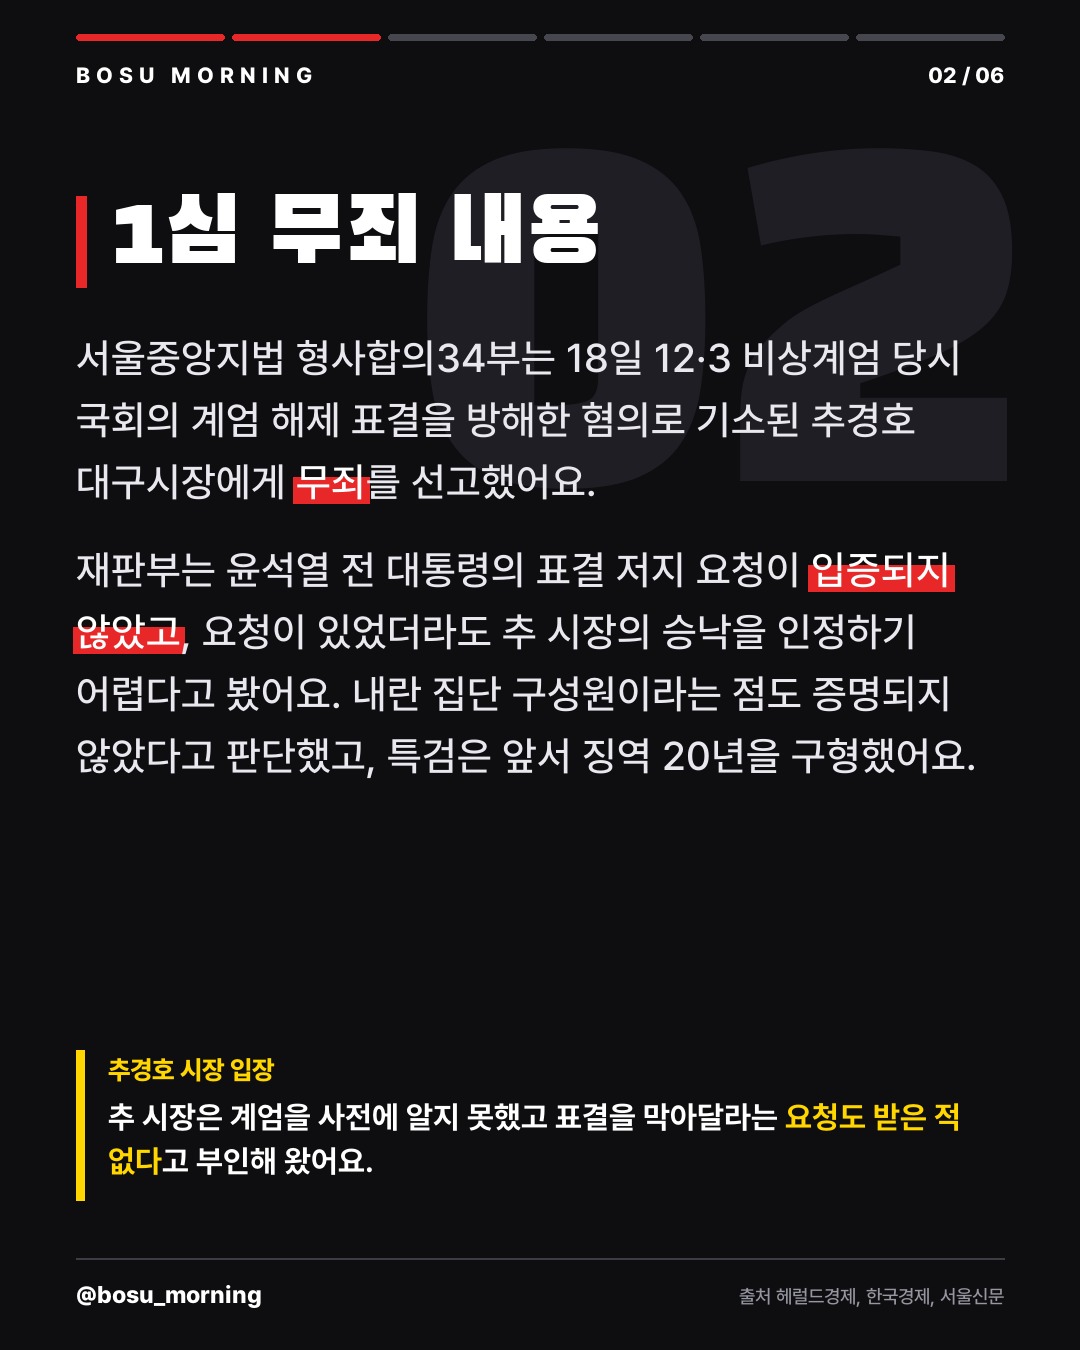 BOSU MORNING
02 / 06
02
1심 무죄 내용
서울중앙지법 형사합의34부는 18일 12·3 비상계엄 당시
국회의 계엄 해제 표결을 방해한 혐의로 기소된 추경호
대구시장에게 무죄를 선고했어요.
재판부는 윤석열 전 대통령의 표결 저지 요청이 입증되지
않았고, 요청이 있었더라도 추 시장의 승낙을 인정하기
어렵다고 봤어요. 내란 집단 구성원이라는 점도 증명되지
않았다고 판단했고, 특검은 앞서 징역 20년을 구형했어요.
추경호 시장 입장
추 시장은 계엄을 사전에 알지 못했고 표결을 막아달라는 요청도 받은 적
없다고 부인해 왔어요.
@bosu_morning
출처 헤럴드경제, 한국경제, 서울신문